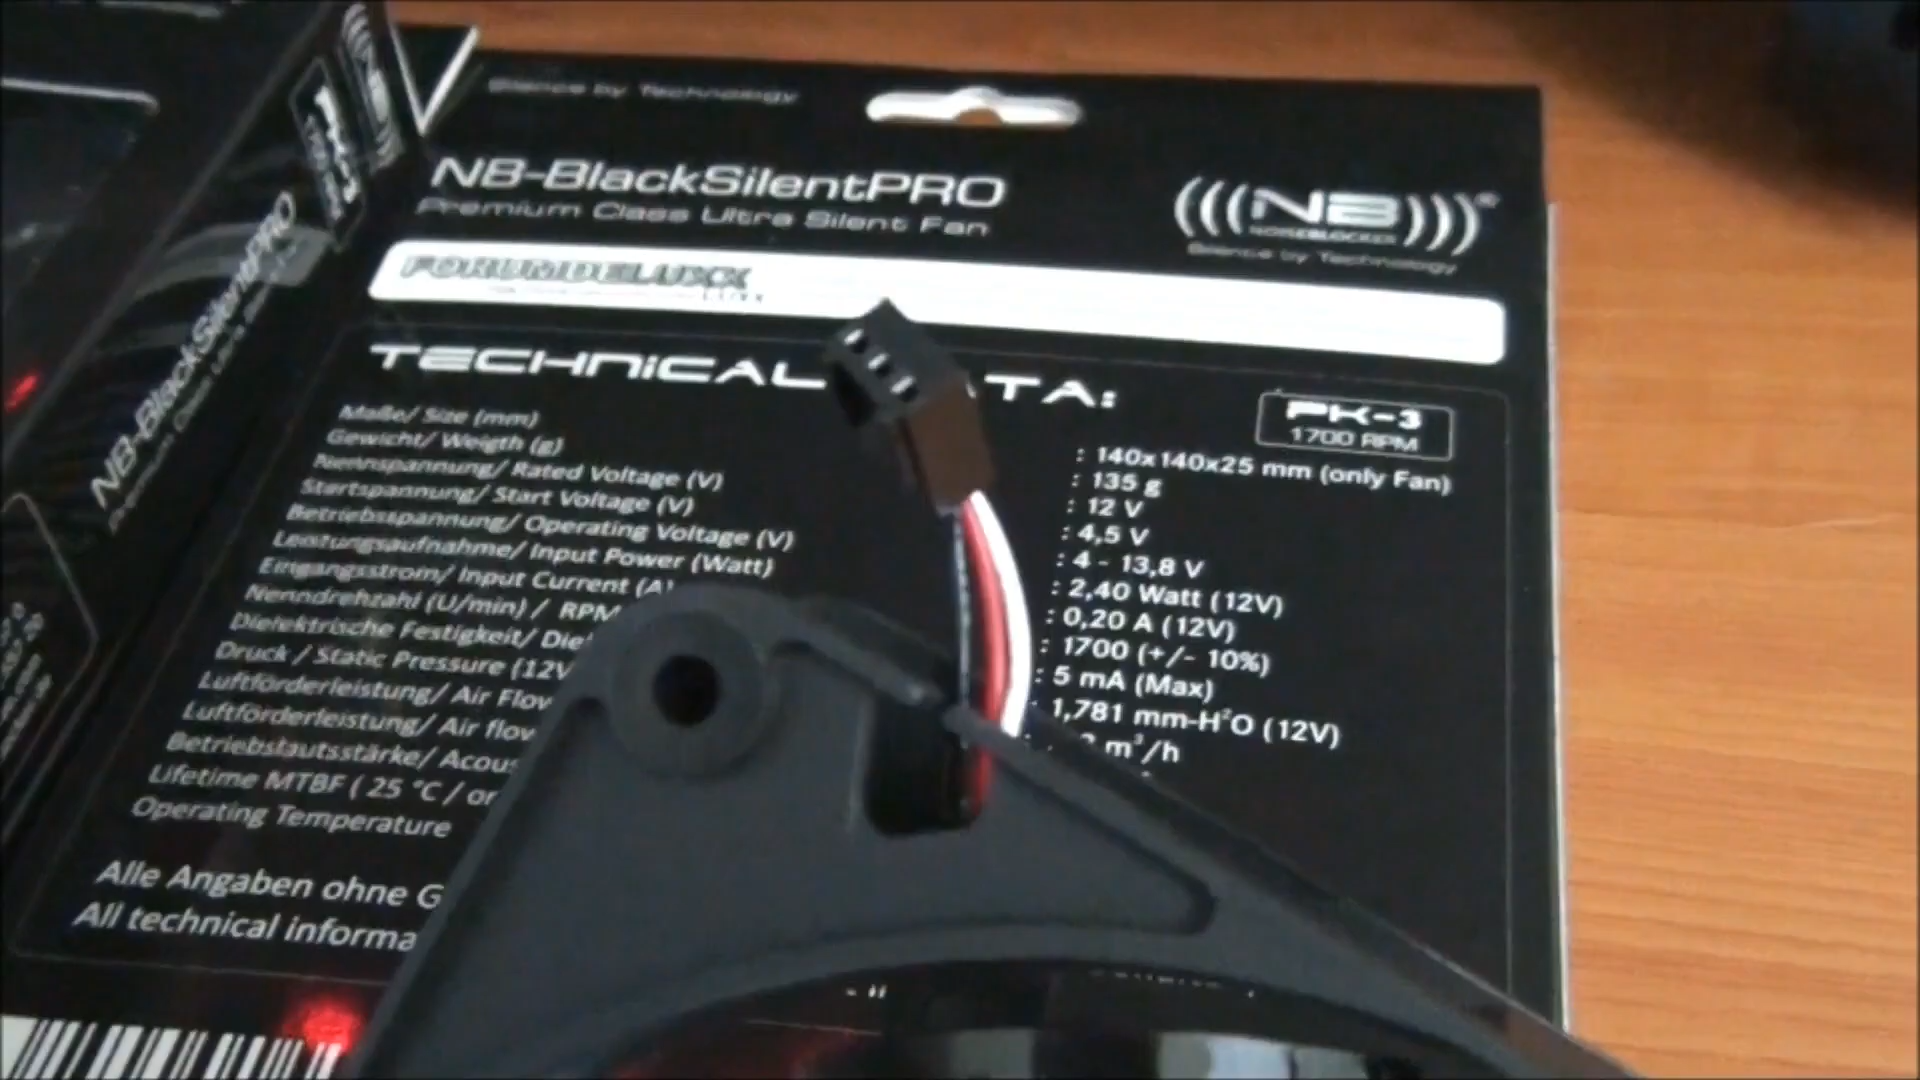 Silence by Technology
NB-BlackSilentPRO
Premium Class Ultra Silent Fan
(((NB)))®
NOISEBLOCKER
Silence by Technology
FORUMDELUXX
TECHNiCAL TA:
PK-3
1700 RPM
Maße/ Size (mm) : 140x140x25 mm (only Fan)
Gewicht/ Weigth (g) : 135 g
Nennspannung/ Rated Voltage (V) : 12 V
Startspannung/ Start Voltage (V) : 4,5 V
Betriebsspannung/ Operating Voltage (V) : 4 - 13,8 V
Leistungsaufnahme/ Input Power (Watt) : 2,40 Watt (12V)
Eingangsstrom/ Input Current (A) : 0,20 A (12V)
Nenndrehzahl (U/min) / RPM : 1700 (+/- 10%)
Dielektrische Festigkeit/ Die : 5 mA (Max)
Druck / Static Pressure (12V : 1,781 mm-H²O (12V)
Luftförderleistung/ Air Flow m³/h
Luftförderleistung/ Air flow
Betriebslautsstärke/ Acous
Lifetime MTBF ( 25 °C / or
Operating Temperature
Alle Angaben ohne G
All technical informa
NB-BlackSilentPRO